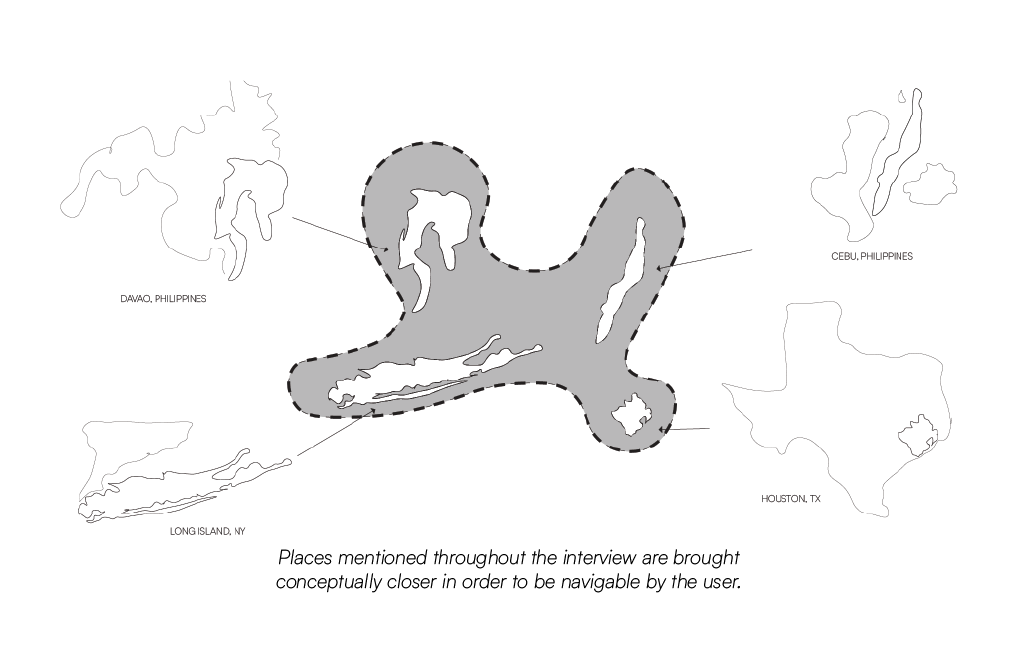 CEBU, PHILIPPINES
DAVAO, PHILIPPINES
HOUSTON, TX
LONG ISLAND, NY
Places mentioned throughout the interview are brought
conceptually closer in order to be navigable by the user.